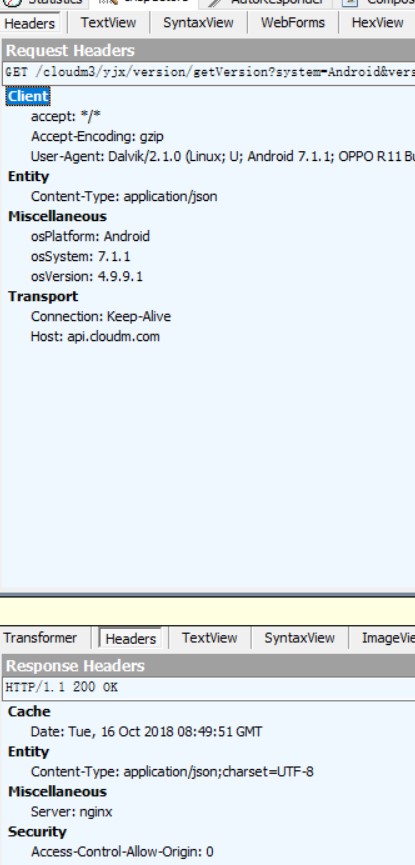 Statistics Inspectors AutoResponder Compos
Headers TextView SyntaxView WebForms HexView
Request Headers
GET /cloudm3/yjx/version/getVersion?system=Android&vers
Client
accept: */*
Accept-Encoding: gzip
User-Agent: Dalvik/2.1.0 (Linux; U; Android 7.1.1; OPPO R11 Bu
Entity
Content-Type: application/json
Miscellaneous
osPlatform: Android
osSystem: 7.1.1
osVersion: 4.9.9.1
Transport
Connection: Keep-Alive
Host: api.cloudm.com
Transformer Headers TextView SyntaxView ImageVie
Response Headers
HTTP/1.1 200 OK
Cache
Date: Tue, 16 Oct 2018 08:49:51 GMT
Entity
Content-Type: application/json;charset=UTF-8
Miscellaneous
Server: nginx
Security
Access-Control-Allow-Origin: 0